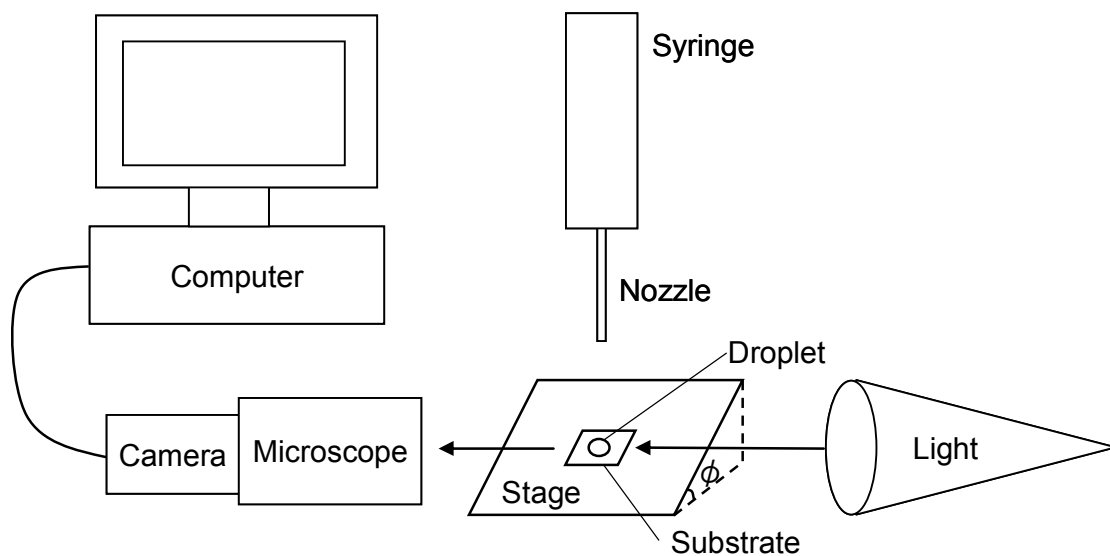 Syringe
Computer
Nozzle
Droplet
Camera
Microscope
Light
Stage
ϕ
Substrate